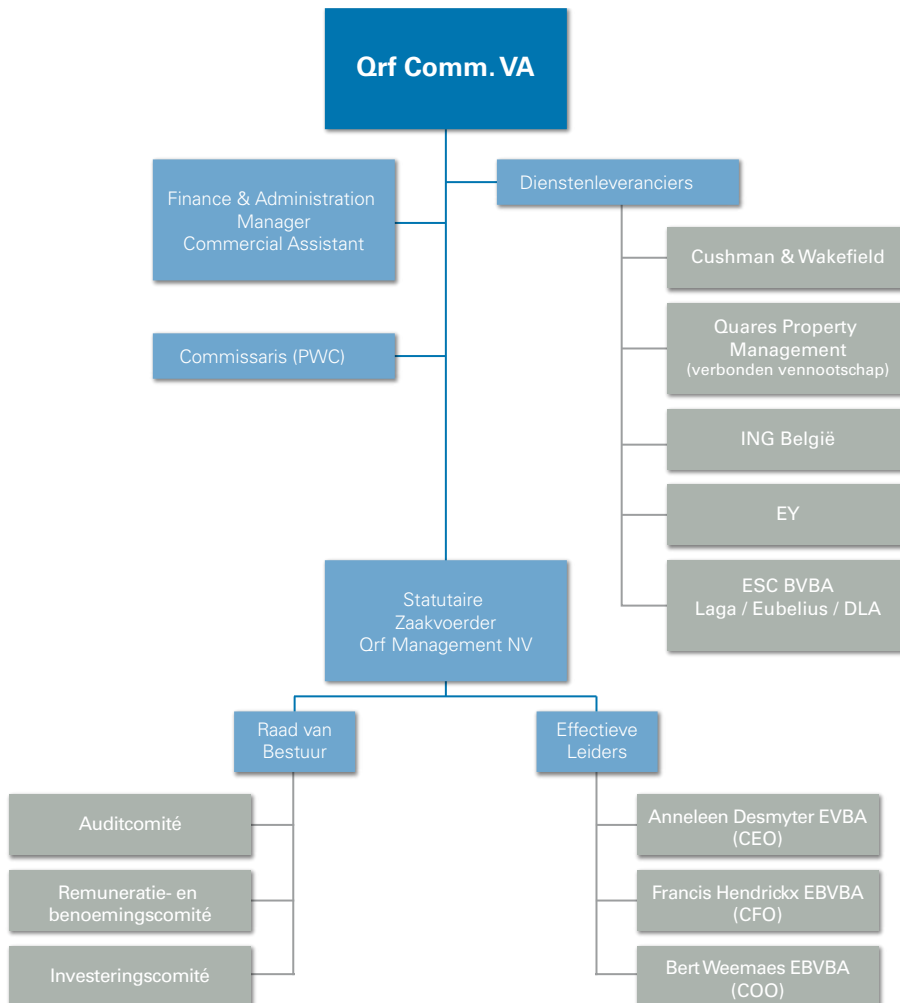 Qrf Comm. VA
Finance & Administration
Manager
Commercial Assistant
Dienstenleveranciers
Cushman & Wakefield
Quares Property
Management
(verbonden vennootschap)
Commissaris (PWC)
ING België
EY
ESC BVBA
Laga / Eubelius / DLA
Statutaire
Zaakvoerder
Qrf Management NV
Raad van
Bestuur
Effectieve
Leiders
Auditcomité
Remuneratie- en
benoemingscomité
Investeringscomité
Anneleen Desmyter EVBA
(CEO)
Francis Hendrickx EBVBA
(CFO)
Bert Weemaes EBVBA
(COO)